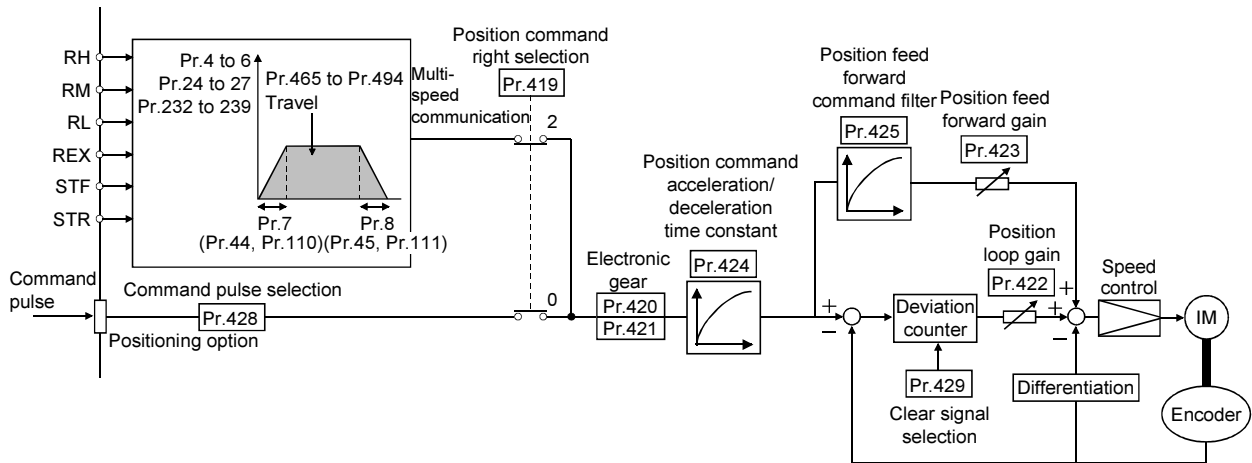 RH
RM
RL
REX
STF
STR
Pr.4 to 6
Pr.24 to 27
Pr.232 to 239
Pr.465 to Pr.494
Travel
Pr.7
Pr.8
(Pr.44, Pr.110)(Pr.45, Pr.111)
Multi-
speed
communication
Position command
right selection
Pr.419
2
0
Command
pulse
Command pulse selection
Pr.428
Positioning option
Electronic
gear
Pr.420
Pr.421
Position command
acceleration/
deceleration
time constant
Pr.424
Position feed
forward
command filter
Pr.425
Position feed
forward gain
Pr.423
Position
loop gain
Pr.422
+
−
Deviation
counter
Pr.429
Clear signal
selection
+
+
−
Differentiation
Speed
control
IM
Encoder